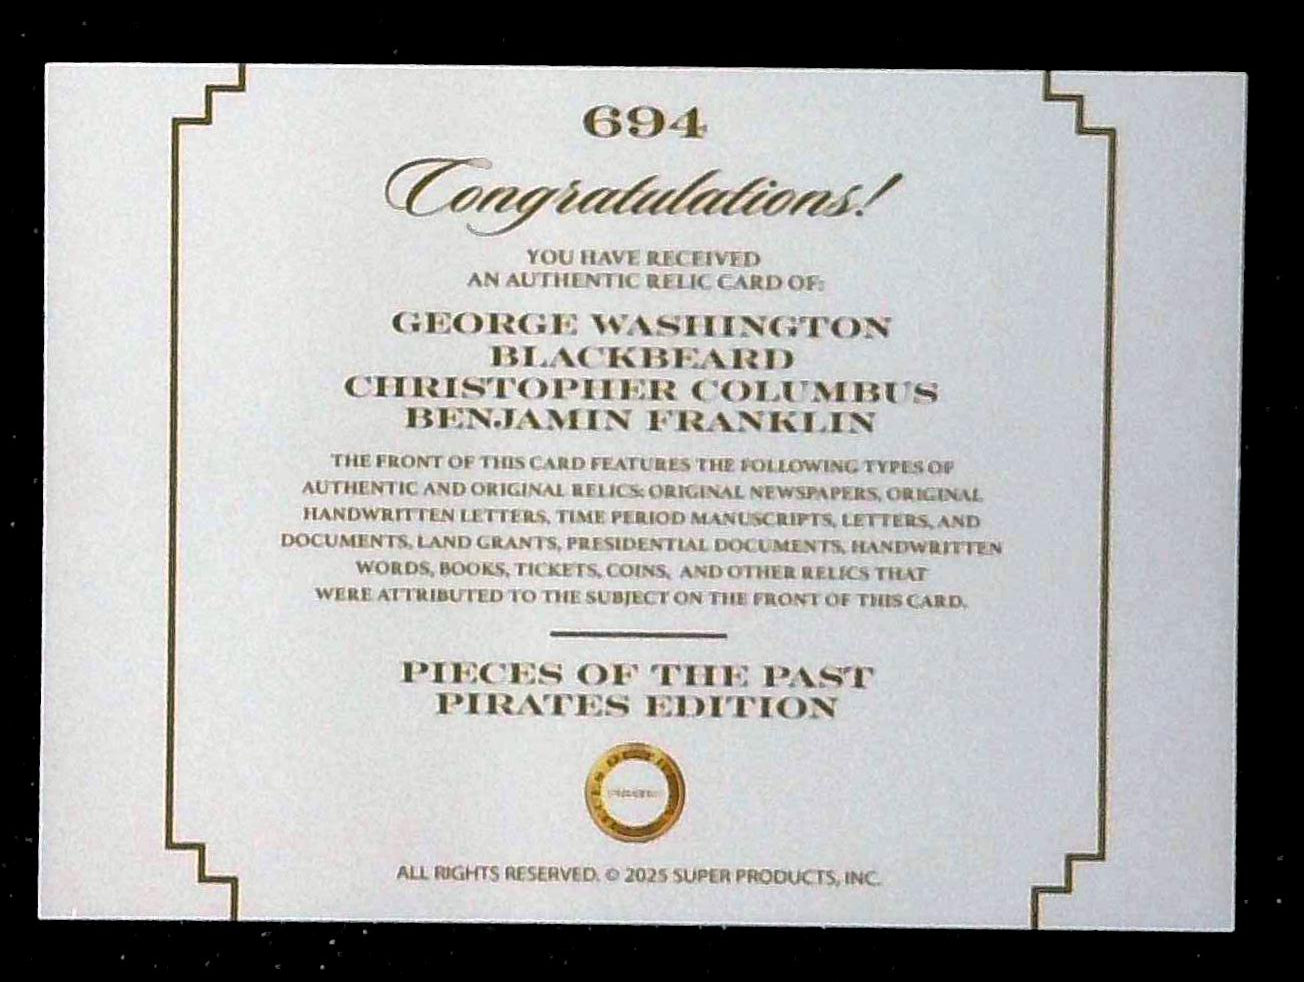 694
Congratulations!
YOU HAVE RECEIVED
AN AUTHENTIC RELIC CARD OF:
GEORGE WASHINGTON
BLACKBEARD
CHRISTOPHER COLUMBUS
BENJAMIN FRANKLIN
THE FRONT OF THIS CARD FEATURES THE FOLLOWING TYPES OF
AUTHENTIC AND ORIGINAL RELICS: ORIGINAL NEWSPAPERS, ORIGINAL
HANDWRITTEN LETTERS, TIME PERIOD MANUSCRIPTS, LETTERS, AND
DOCUMENTS, LAND GRANTS, PRESIDENTIAL DOCUMENTS, HANDWRITTEN
WORDS, BOOKS, TICKETS, COINS, AND OTHER RELICS THAT
WERE ATTRIBUTED TO THE SUBJECT ON THE FRONT OF THIS CARD.
PIECES OF THE PAST
PIRATES EDITION
ALL RIGHTS RESERVED. © 2025 SUPER PRODUCTS, INC.